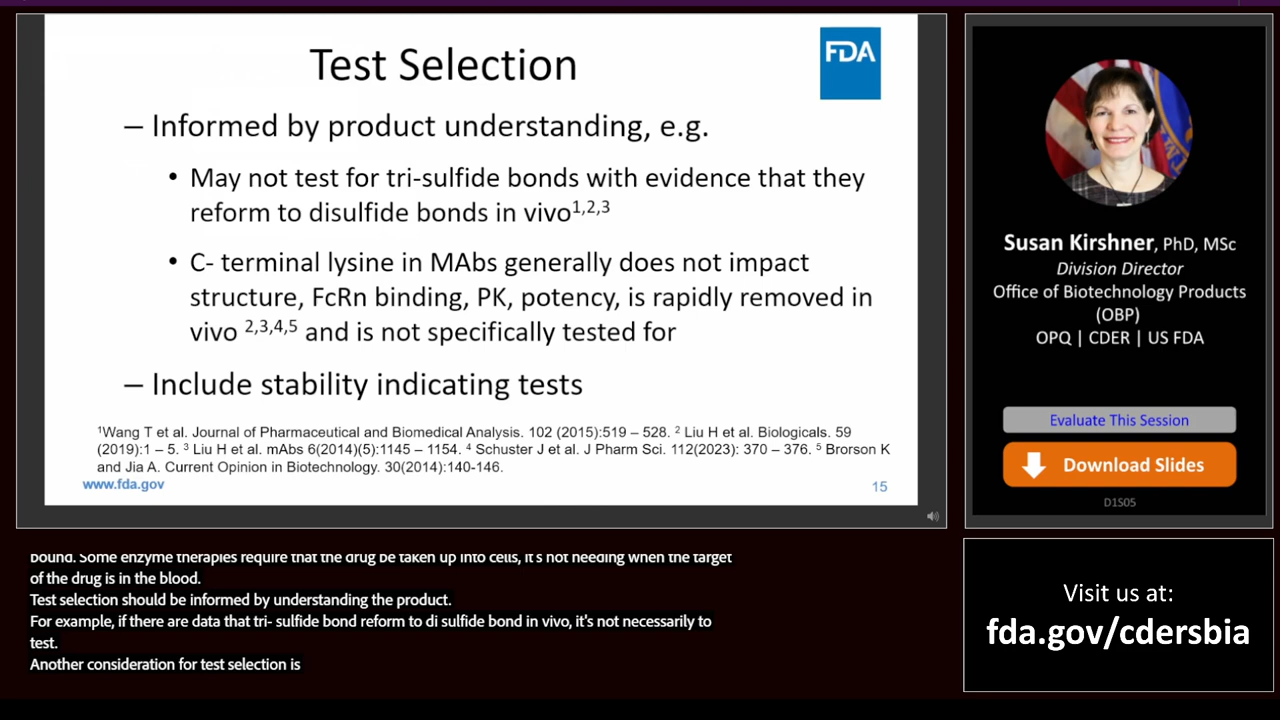 Test Selection
FDA
– Informed by product understanding, e.g.
• May not test for tri-sulfide bonds with evidence that they
reform to disulfide bonds in vivo1,2,3
• C- terminal lysine in MAbs generally does not impact
structure, FcRn binding, PK, potency, is rapidly removed in
vivo 2,3,4,5 and is not specifically tested for
– Include stability indicating tests
1Wang T et al. Journal of Pharmaceutical and Biomedical Analysis. 102 (2015):519 – 528. 2 Liu H et al. Biologicals. 59
(2019):1 – 5. 3 Liu H et al. mAbs 6(2014)(5):1145 – 1154. 4 Schuster J et al. J Pharm Sci. 112(2023): 370 – 376. 5 Brorson K
and Jia A. Current Opinion in Biotechnology. 30(2014):140-146.
www.fda.gov
15
Susan Kirshner, PhD, MSc
Division Director
Office of Biotechnology Products
(OBP)
OPQ | CDER | US FDA
Evaluate This Session
Download Slides
D1S05
bound. Some enzyme therapies require that the drug be taken up into cells, it's not needing when the target
of the drug is in the blood.
Test selection should be informed by understanding the product.
For example, if there are data that tri- sulfide bond reform to di sulfide bond in vivo, it's not necessarily to
test.
Another consideration for test selection is
Visit us at:
fda.gov/cdersbia